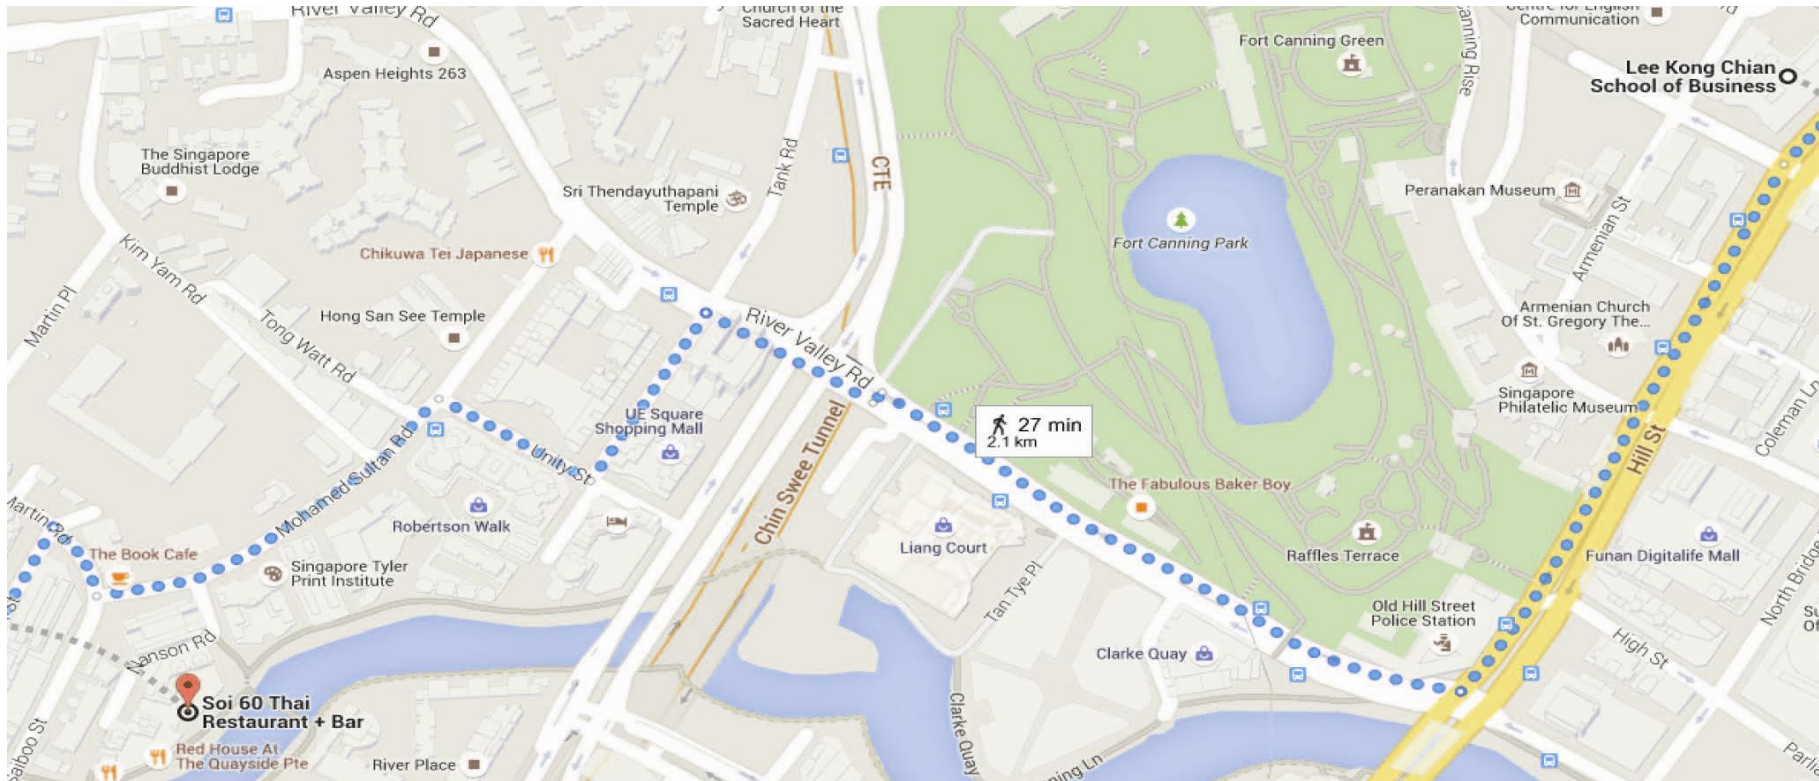 River Valley Rd
Church of the
Sacred Heart
Centre for English
Communication
Canning Rise
Aspen Heights 263
Fort Canning Green
Lee Kong Chian
School of Business
The Singapore
Buddhist Lodge
Tank Rd
CTE
Sri Thendayuthapani
Temple
Peranakan Museum
Armenian St
Fort Canning Park
Kim Yam Rd
Chikuwa Tei Japanese
Martin Pl
Hong San See Temple
Tong Watt Rd
River Valley Rd
Armenian Church
Of St. Gregory The...
Singapore
Philatelic Museum
Coleman Ln
UE Square
Shopping Mall
27 min
2.1 km
Hill St
Unity St
Mohamed Sultan Rd
Chin Swee Tunnel
The Fabulous Baker Boy
Martin Rd
Robertson Walk
Liang Court
Raffles Terrace
Funan Digitalife Mall
The Book Cafe
Singapore Tyler
Print Institute
Tan Tye Pl
North Bridge
Old Hill Street
Police Station
High St
Nanson Rd
Clarke Quay
Soi 60 Thai
Restaurant + Bar
Clarke Quay
Red House At
The Quayside Pte
River Place